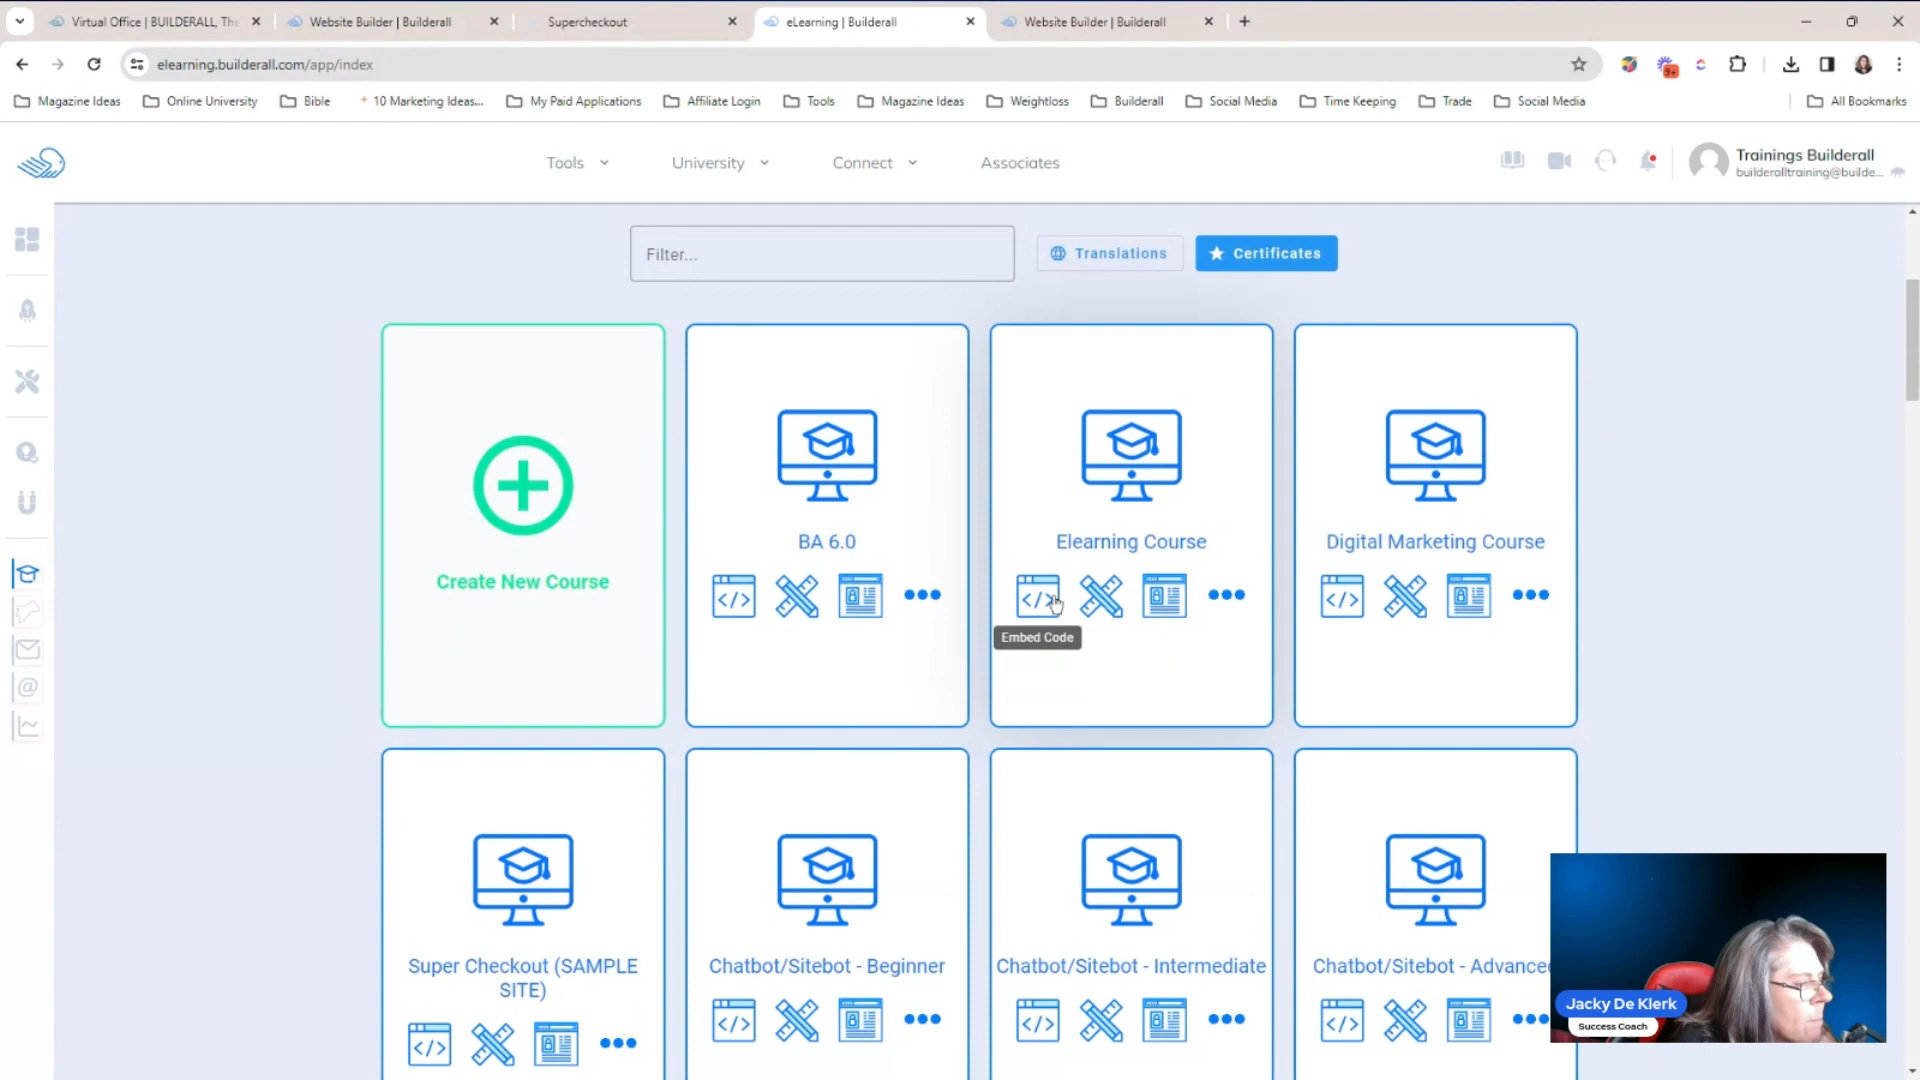 Virtual Office | BUILDERALL, The
Website Builder | Builderall
Supercheckout
eLearning | Builderall
Website Builder | Builderall
elearning.builderall.com/app/index
9+
Magazine Ideas
Online University
Bible
10 Marketing Ideas...
My Paid Applications
Affiliate Login
Tools
Magazine Ideas
Weightloss
Builderall
Social Media
Time Keeping
Trade
Social Media
All Bookmarks
Tools
University
Connect
Associates
Trainings Builderall
builderalltraining@builde...
Filter...
Translations
Certificates
Create New Course
BA 6.0
Elearning Course
Digital Marketing Course
Embed Code
Super Checkout (SAMPLE
SITE)
Chatbot/Sitebot - Beginner
Chatbot/Sitebot - Intermediate
Chatbot/Sitebot - Advanced
Jacky De Klerk
Success Coach